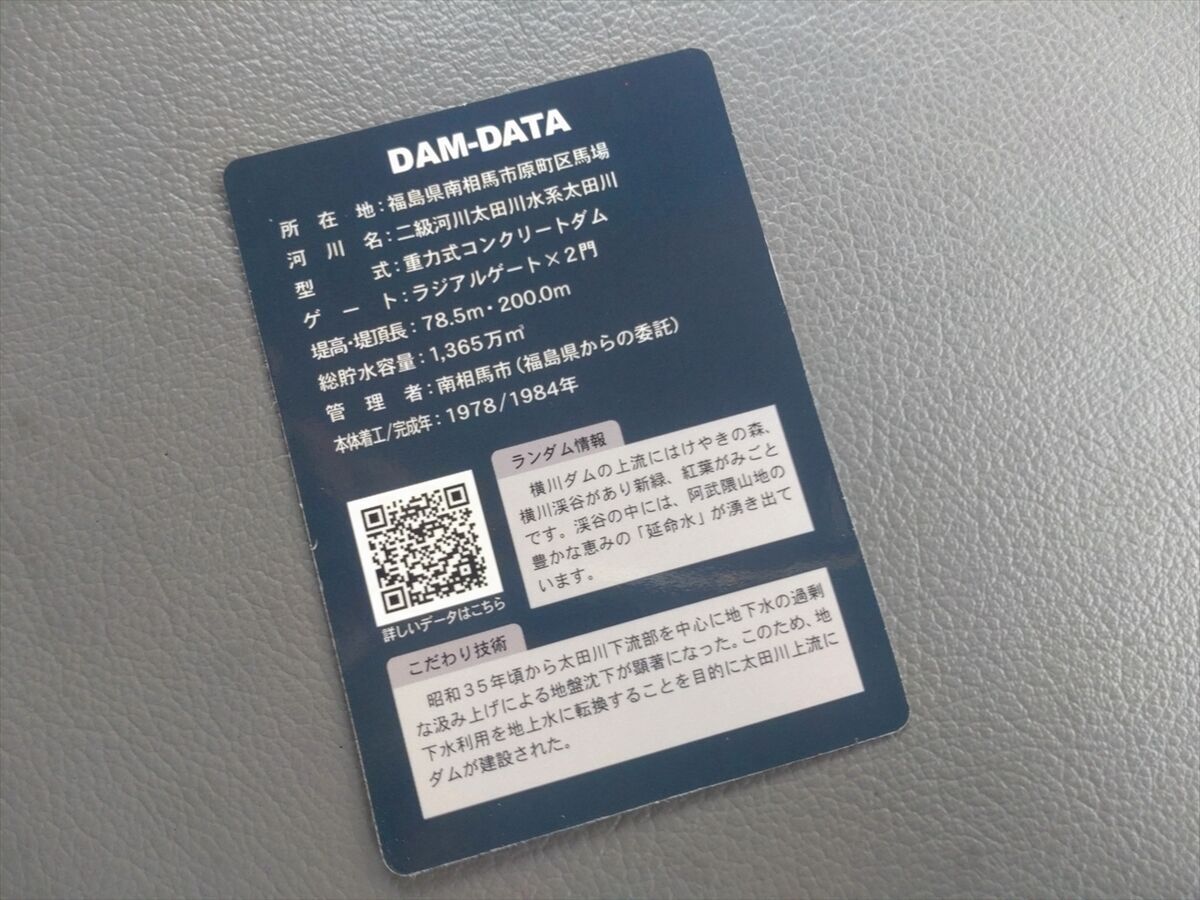 DAM-DATA
所在地:福島県南相馬市原町区馬場
河川名:二級河川太田川水系太田川
型式:重力式コンクリートダム
ゲート:ラジアルゲート×2門
堤高・堤頂長:78.5m・200.0m
総貯水容量:1,365万㎥
管理者:南相馬市(福島県からの委託)
本体着工/完成年:1978/1984年
ランダム情報
横川ダムの上流にはけやきの森、
横川渓谷があり新緑、紅葉がみごと
です。渓谷の中には、阿武隈山地の
豊かな恵みの「延命水」が湧き出て
います。
詳しいデータはこちら
こだわり技術
昭和35年頃から太田川下流部を中心に地下水の過剰
な汲み上げによる地盤沈下が顕著になった。このため、地
下水利用を地上水に転換することを目的に太田川上流に
ダムが建設された。